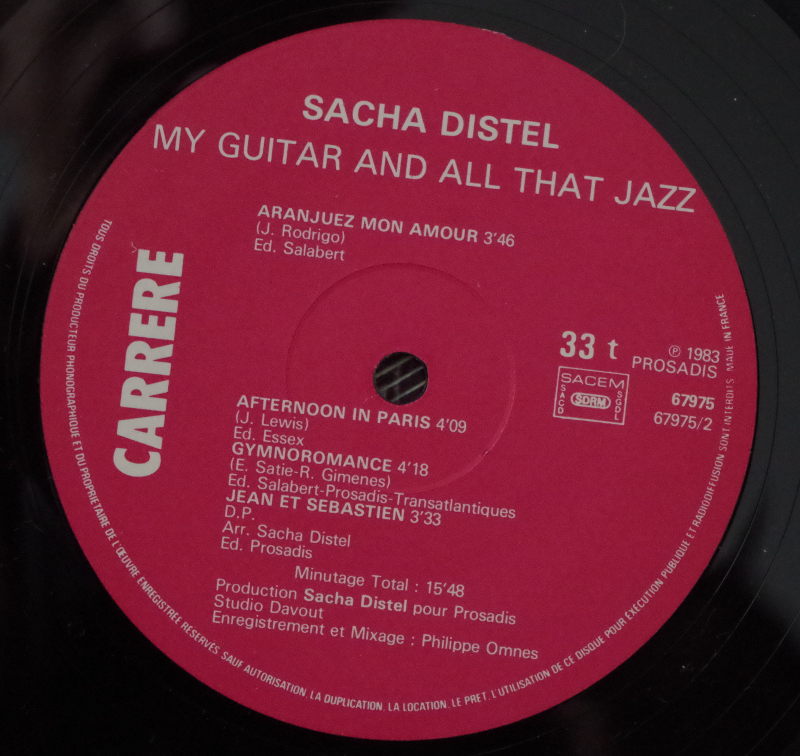 SACHA DISTEL
MY GUITAR AND ALL THAT JAZZ
ARANJUEZ MON AMOUR 3'46
(J. Rodrigo)
Ed. Salabert
CARRERE
33 t
℗ 1983
PROSADIS
SACEM
SACD
SDRM
SGDL
67975
67975/2
AFTERNOON IN PARIS 4'09
(J. Lewis)
Ed. Essex
GYMNOROMANCE 4'18
(E. Satie-R. Gimenes)
Ed. Salabert-Prosadis-Transatlantiques
JEAN ET SEBASTIEN 3'33
D.P.
Arr. Sacha Distel
Ed. Prosadis
Minutage Total : 15'48
Production Sacha Distel pour Prosadis
Studio Davout
Enregistrement et Mixage : Philippe Omnes
TOUS DROITS DU PRODUCTEUR PHONOGRAPHIQUE ET DU PROPRIETAIRE DE L'ŒUVRE ENREGISTREE RESERVES. SAUF AUTORISATION, LA DUPLICATION, LA LOCATION, LE PRET, L'UTILISATION DE CE DISQUE POUR EXECUTION PUBLIQUE ET RADIODIFFUSION SONT INTERDITS. MADE IN FRANCE